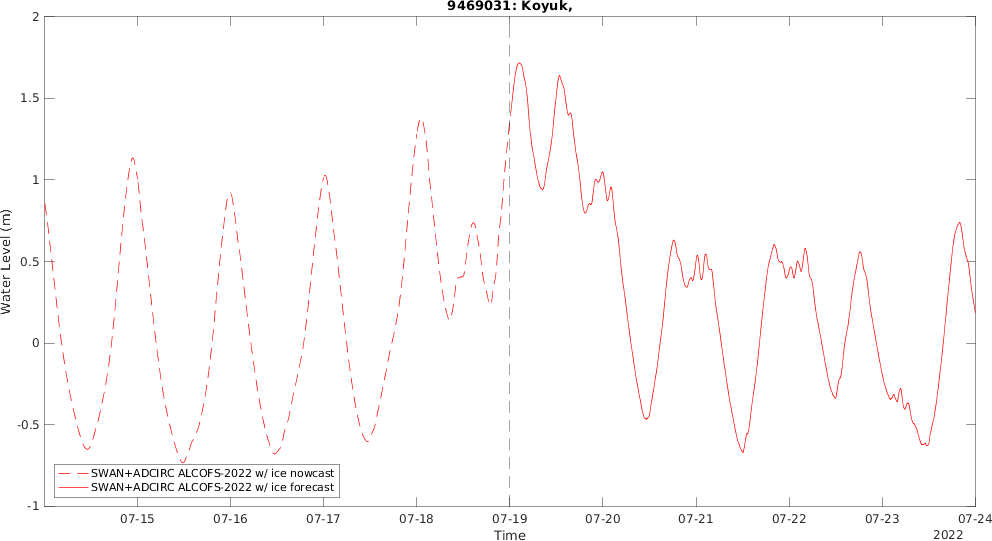 9469031: Koyuk,
Water Level (m)
2
1.5
1
0.5
0
-0.5
-1
SWAN+ADCIRC ALCOFS-2022 w/ ice nowcast
SWAN+ADCIRC ALCOFS-2022 w/ ice forecast
07-15 07-16 07-17 07-18 07-19 07-20 07-21 07-22 07-23 07-24
Time
2022